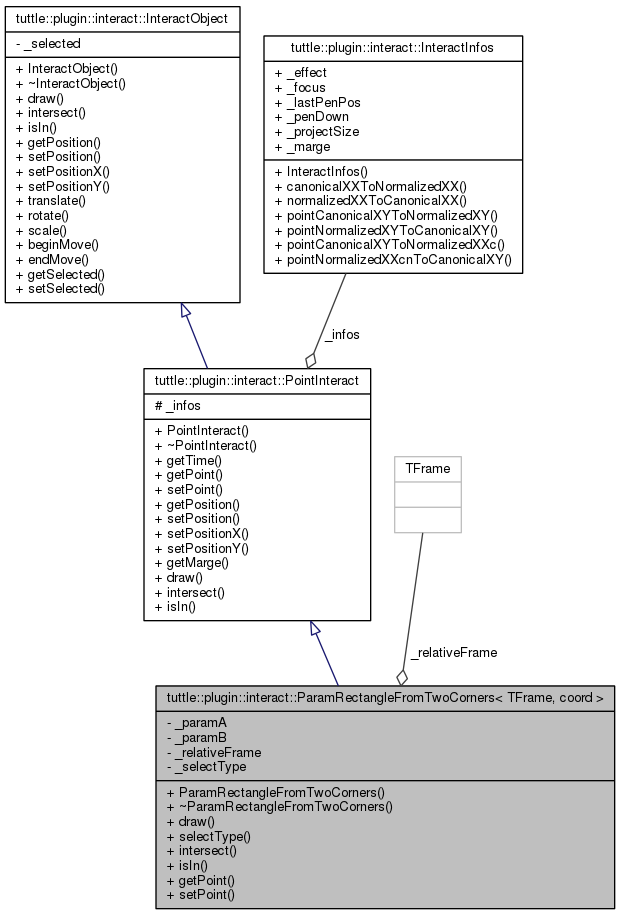 tuttle::plugin::interact::InteractObject
- _selected
+ InteractObject()
+ ~InteractObject()
+ draw()
+ intersect()
+ isIn()
+ getPosition()
+ setPosition()
+ setPositionX()
+ setPositionY()
+ translate()
+ rotate()
+ scale()
+ beginMove()
+ endMove()
+ getSelected()
+ setSelected()
tuttle::plugin::interact::InteractInfos
+ _effect
+ _focus
+ _lastPenPos
+ _penDown
+ _projectSize
+ _marge
+ InteractInfos()
+ canonicalXXToNormalizedXX()
+ normalizedXXToCanonicalXX()
+ pointCanonicalXYToNormalizedXY()
+ pointNormalizedXYToCanonicalXY()
+ pointCanonicalXYToNormalizedXXc()
+ pointNormalizedXXcnToCanonicalXY()
_infos
tuttle::plugin::interact::PointInteract
# _infos
+ PointInteract()
+ ~PointInteract()
+ getTime()
+ getPoint()
+ setPoint()
+ getPosition()
+ setPosition()
+ setPositionX()
+ setPositionY()
+ getMarge()
+ draw()
+ intersect()
+ isIn()
TFrame
_relativeFrame
tuttle::plugin::interact::ParamRectangleFromTwoCorners< TFrame, coord >
- _paramA
- _paramB
- _relativeFrame
- _selectType
+ ParamRectangleFromTwoCorners()
+ ~ParamRectangleFromTwoCorners()
+ draw()
+ selectType()
+ intersect()
+ isIn()
+ getPoint()
+ setPoint()